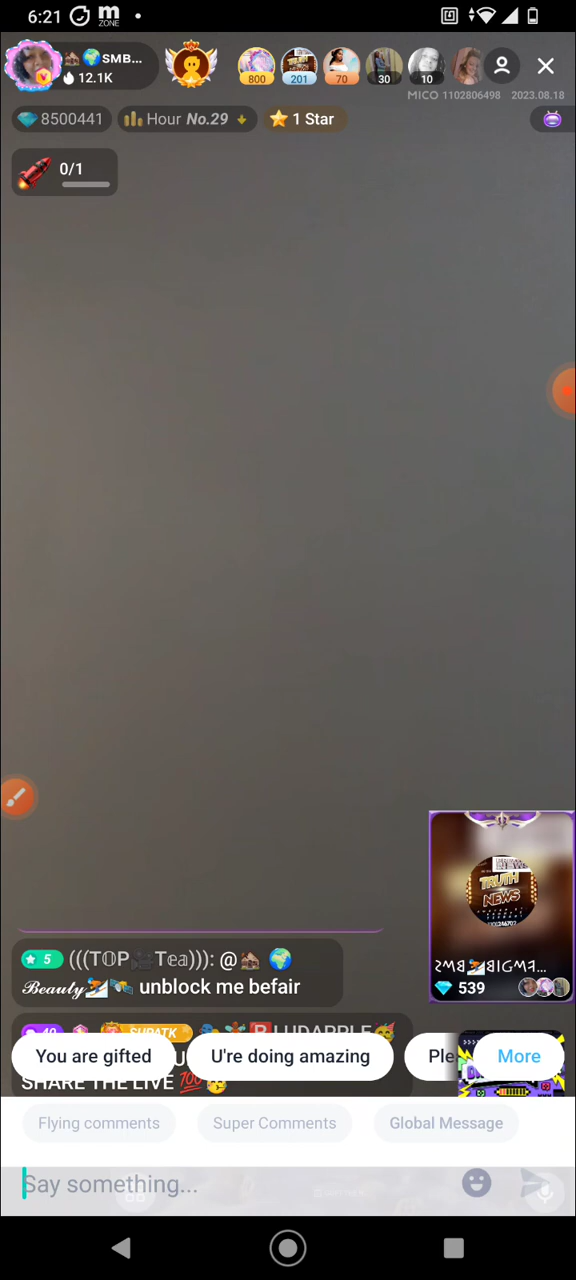 6:21 m ZONE
🏚️ 🌍SMB...
12.1K
800 201 70 30 10
MICO 1102806498 2023.08.18
8500441 Hour No.29 1 Star
0/1
TRUTH
NEWS
5 (((𝕋𝕆ℙ🎥𝕋𝕖𝕒))): @🏚️ 🌍
𝓑𝓮𝓪𝓾𝓽𝔂⛷️🛰️ unblock me befair
539
You are gifted U're doing amazing Ple More
SHARE THE LIVE 💯🥳
Flying comments Super Comments Global Message
Say something...